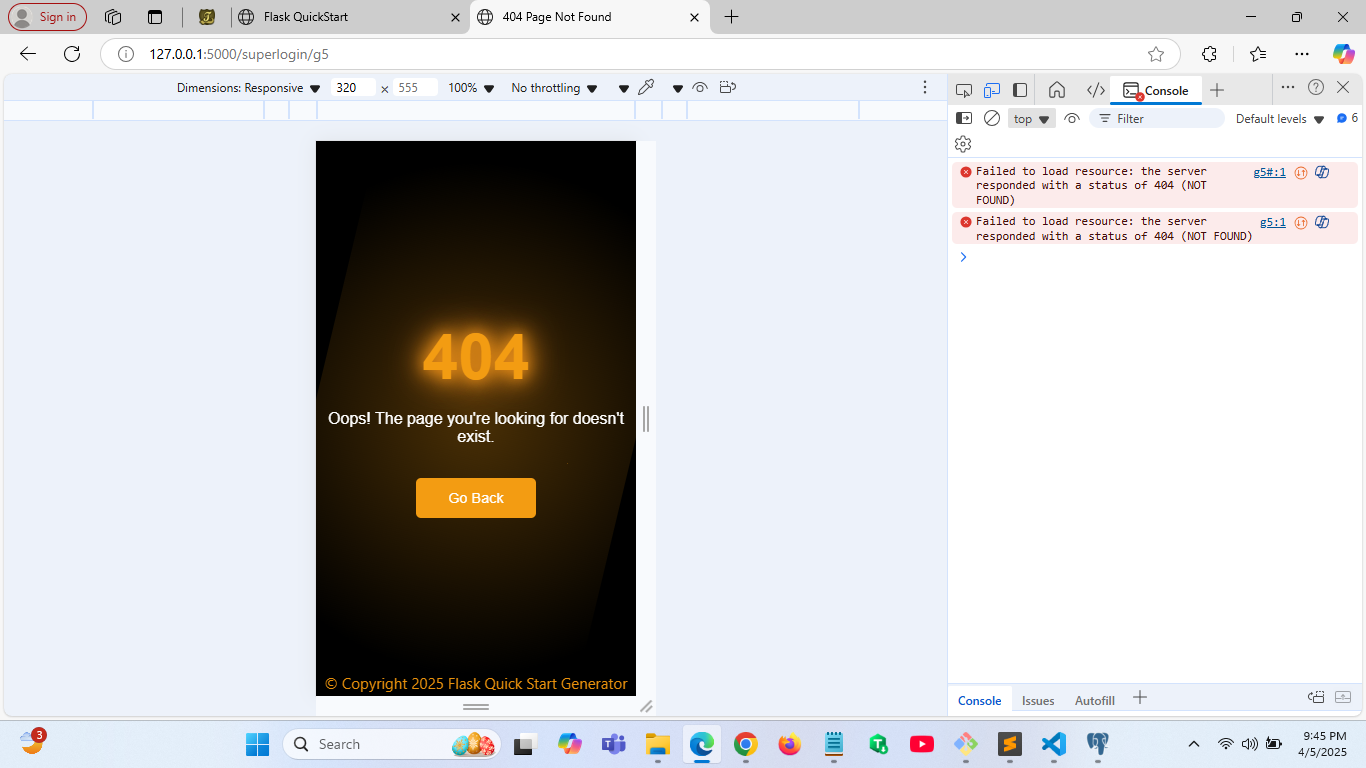 Sign in
Flask QuickStart
404 Page Not Found
127.0.0.1:5000/superlogin/g5
Dimensions: Responsive
320
×
555
100%
No throttling
Console
top
Filter
Default levels
6
Failed to load resource: the server
responded with a status of 404 (NOT
FOUND)
g5#:1
Failed to load resource: the server
responded with a status of 404 (NOT FOUND)
g5:1
404
Oops! The page you're looking for doesn't
exist.
Go Back
© Copyright 2025 Flask Quick Start Generator
Console
Issues
Autofill
3
Search
9:45 PM
4/5/2025